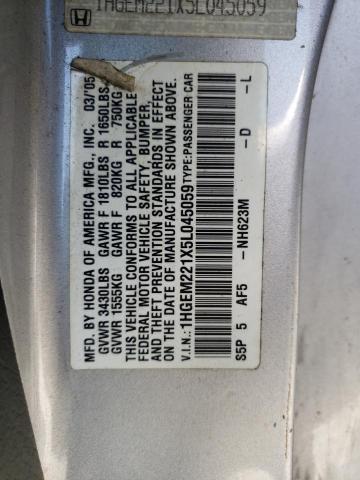 1HGEM221X5L045059
MFD. BY HONDA OF AMERICA MFG., INC. 03/'05
GVWR 3430LBS GAWR F 1810LBS R 1650LBS
GVWR 1555KG GAWR F 820KG R 750KG
THIS VEHICLE CONFORMS TO ALL APPLICABLE
FEDERAL MOTOR VEHICLE SAFETY, BUMPER,
AND THEFT PREVENTION STANDARDS IN EFFECT
ON THE DATE OF MANUFACTURE SHOWN ABOVE.
V.I.N.: 1HGEM221X5L045059 TYPE: PASSENGER CAR
S5P 5 AF5 - NH623M - D - L